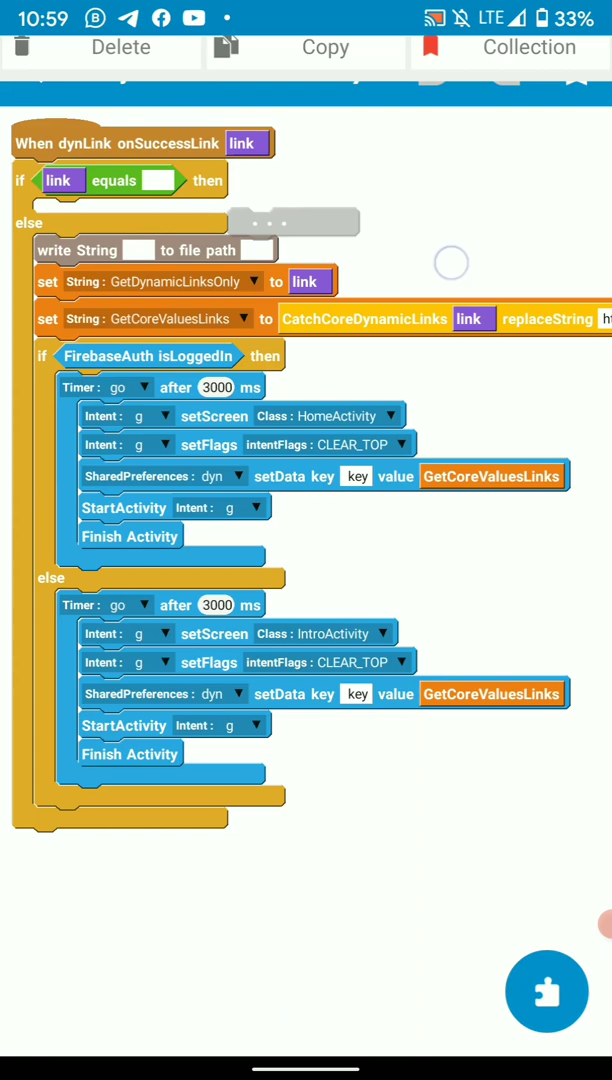 10:59 LTE 33%
Delete Copy Collection
When dynLink onSuccessLink link
if link equals then
else
write String to file path
set String : GetDynamicLinksOnly to link
set String : GetCoreValuesLinks to CatchCoreDynamicLinks link replaceString ht
if FirebaseAuth isLoggedIn then
Timer : go after 3000 ms
Intent : g setScreen Class : HomeActivity
Intent : g setFlags intentFlags : CLEAR_TOP
SharedPreferences : dyn setData key key value GetCoreValuesLinks
StartActivity Intent : g
Finish Activity
else
Timer : go after 3000 ms
Intent : g setScreen Class : IntroActivity
Intent : g setFlags intentFlags : CLEAR_TOP
SharedPreferences : dyn setData key key value GetCoreValuesLinks
StartActivity Intent : g
Finish Activity